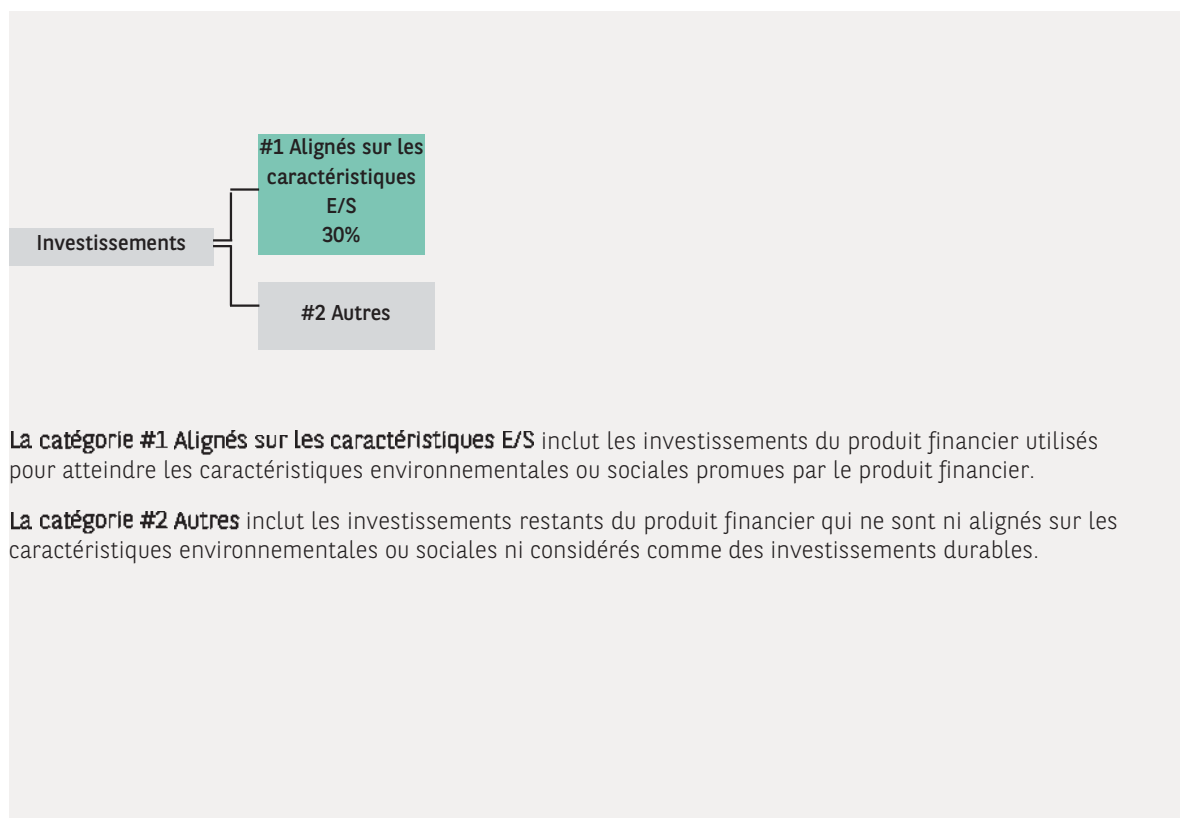 #1 Alignés sur les
caractéristiques
E/S
30%
Investissements
#2 Autres
La catégorie #1 Alignés sur les caractéristiques E/S inclut les investissements du produit financier utilisés
pour atteindre les caractéristiques environnementales ou sociales promues par le produit financier.
La catégorie #2 Autres inclut les investissements restants du produit financier qui ne sont ni alignés sur les
caractéristiques environnementales ou sociales ni considérés comme des investissements durables.